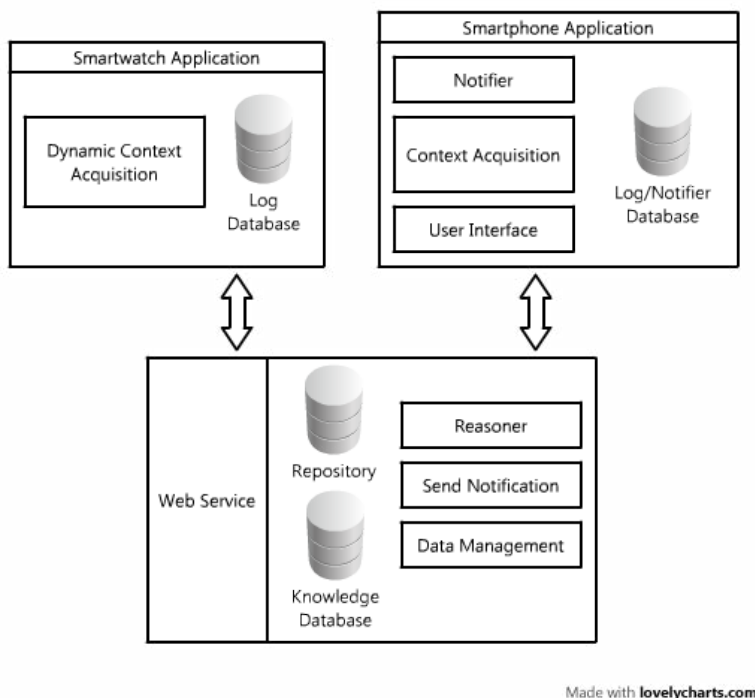 Smartwatch Application
Dynamic Context
Acquisition
Log
Database
Smartphone Application
Notifier
Context Acquisition
User Interface
Log/Notifier
Database
Web Service
Repository
Knowledge
Database
Reasoner
Send Notification
Data Management
Made with lovelycharts.com